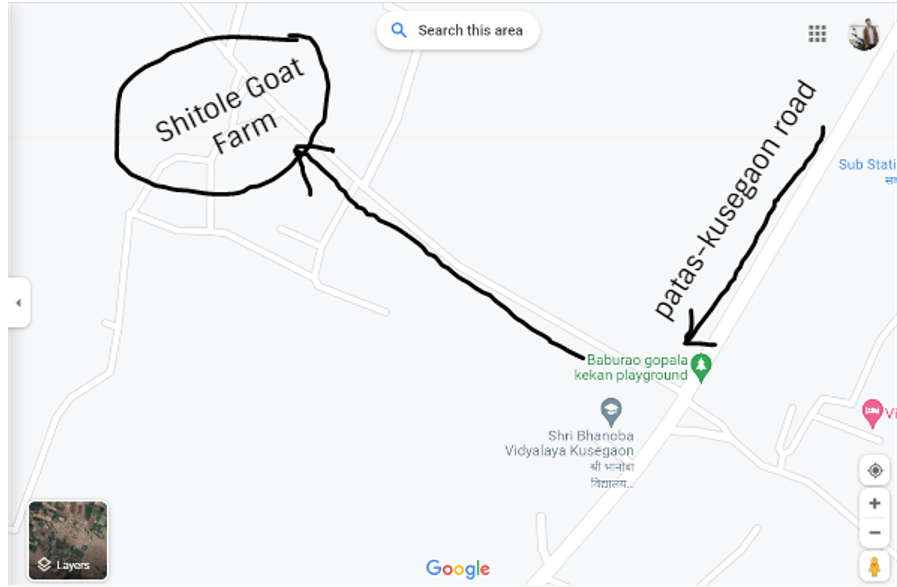 Search this area
Shitole Goat
Farm
patas-kusegaon road
Sub Stati
Baburao gopala
kekan playground
Shri Bhanoba
Vidyalaya Kusegaon
श्री भानोबा
विद्यालय..
Vi
Layers
Google